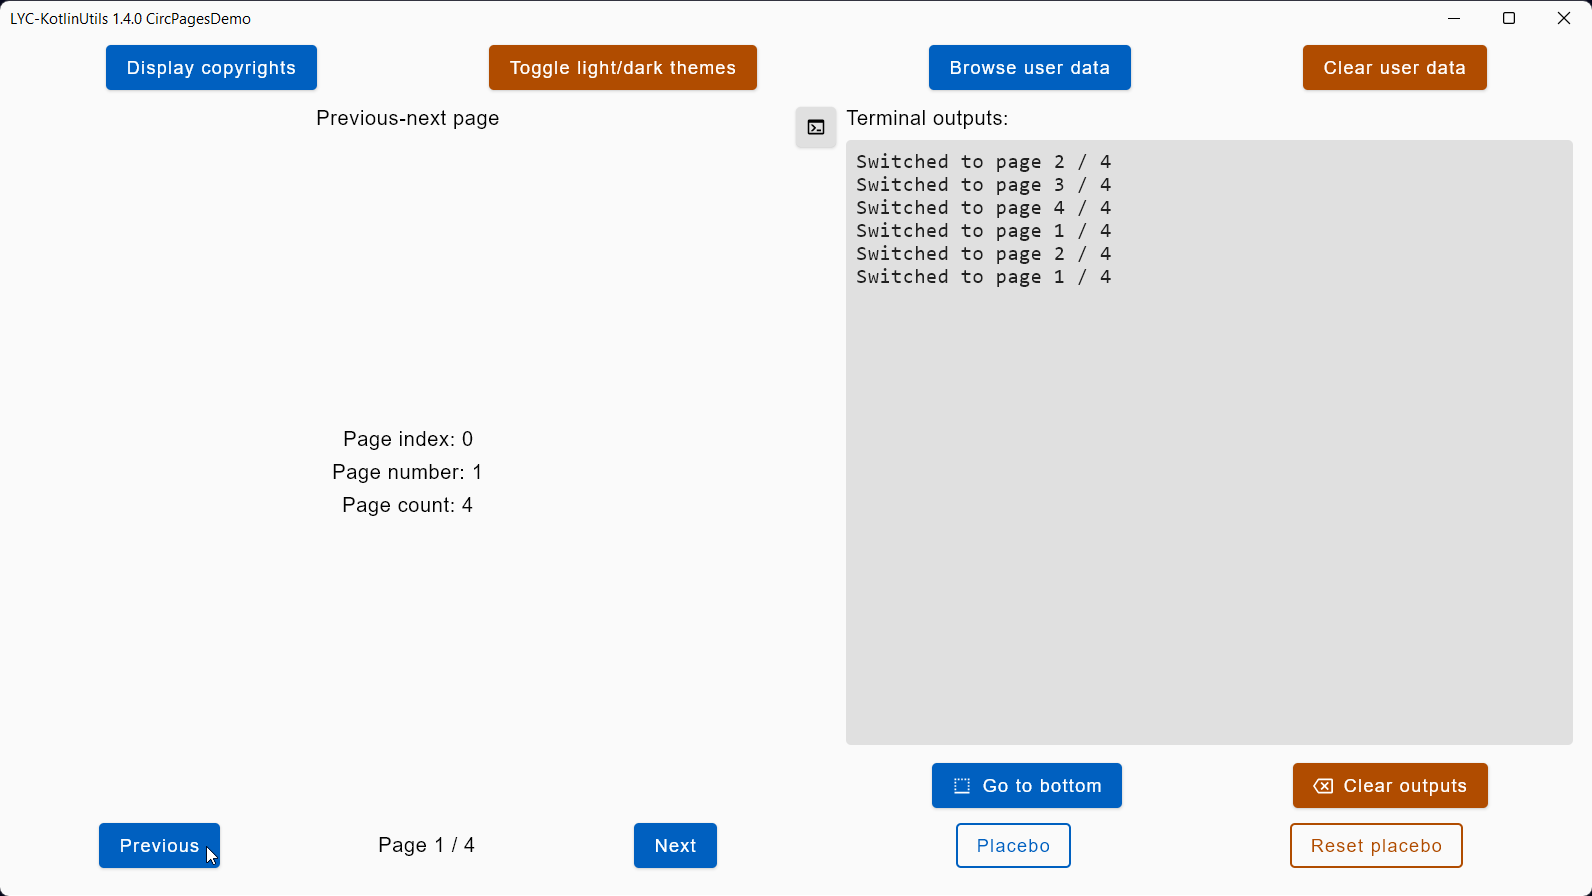 LYC-KotlinUtils 1.4.0 CircPagesDemo
Display copyrights
Toggle light/dark themes
Browse user data
Clear user data
Previous-next page
Page index: 0
Page number: 1
Page count: 4
Previous
Page 1 / 4
Next
Terminal outputs:
Switched to page 2 / 4
Switched to page 3 / 4
Switched to page 4 / 4
Switched to page 1 / 4
Switched to page 2 / 4
Switched to page 1 / 4
Go to bottom
Clear outputs
Placebo
Reset placebo